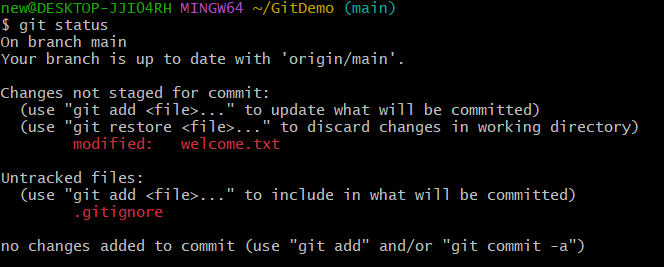 new@DESKTOP-JJIO4RH MINGW64 ~/GitDemo (main)
$ git status
On branch main
Your branch is up to date with 'origin/main'.

Changes not staged for commit:
  (use "git add <file>..." to update what will be committed)
  (use "git restore <file>..." to discard changes in working directory)
        modified:   welcome.txt

Untracked files:
  (use "git add <file>..." to include in what will be committed)
        .gitignore

no changes added to commit (use "git add" and/or "git commit -a")